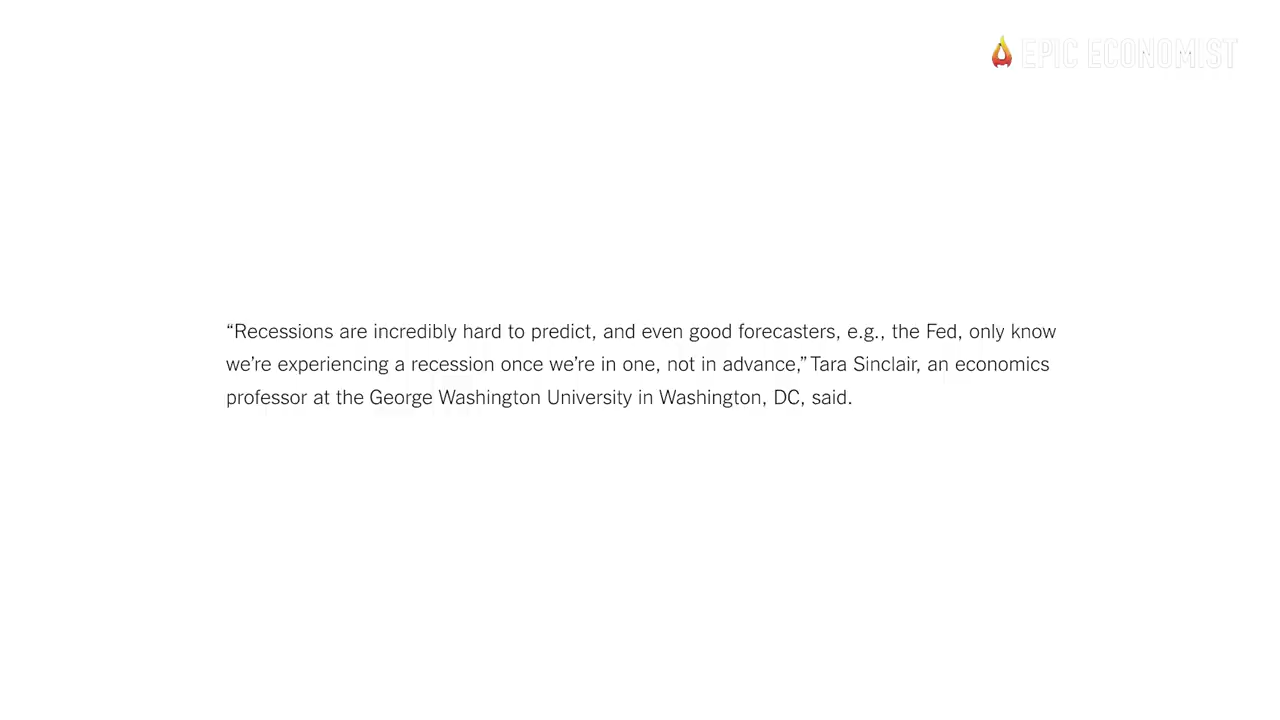 EPIC ECONOMIST
“Recessions are incredibly hard to predict, and even good forecasters, e.g., the Fed, only know
we’re experiencing a recession once we’re in one, not in advance,” Tara Sinclair, an economics
professor at the George Washington University in Washington, DC, said.